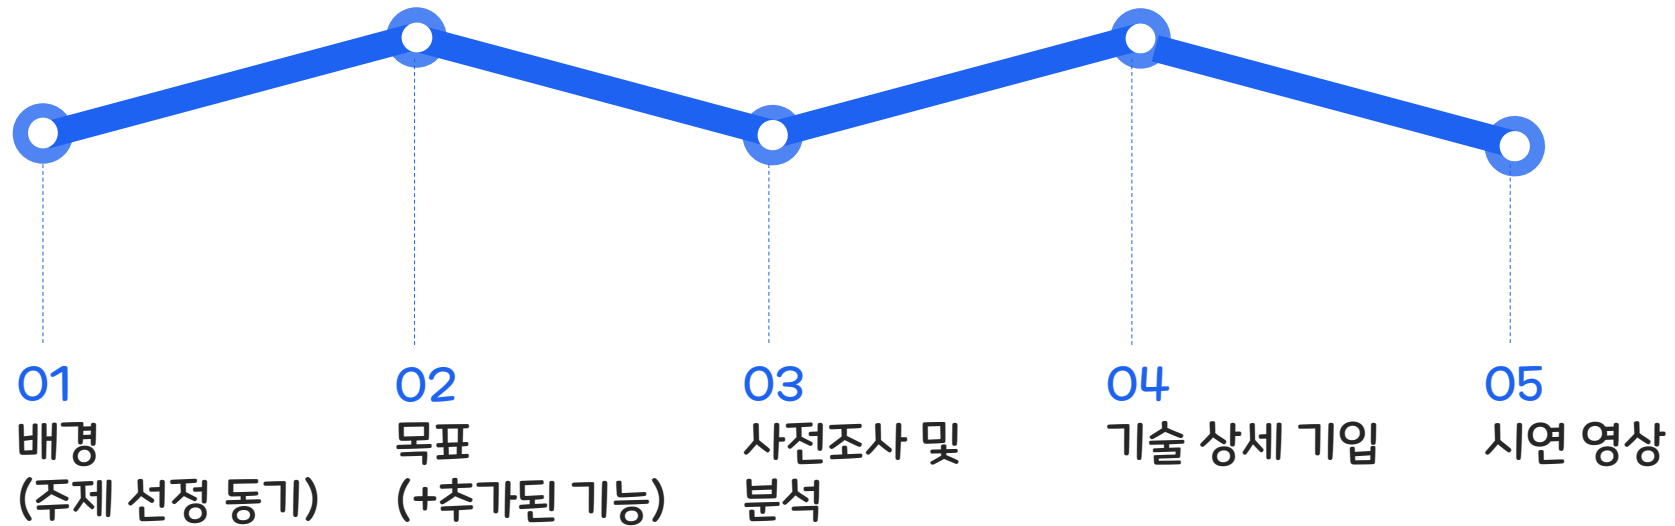 01
배경
(주제 선정 동기)
02
목표
(+추가된 기능)
03
사전조사 및
분석
04
기술 상세 기입
05
시연 영상